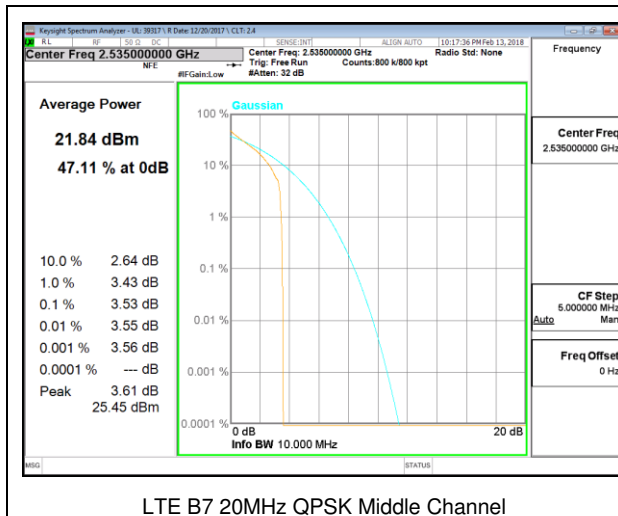 Keysight Spectrum Analyzer - UL: 39317 \ R Date: 12/20/2017 \ CLT: 2.4
RL RF 50 Ω DC SENSE:INT ALIGN AUTO 10:17:36 PM Feb 13, 2018
Center Freq 2.535000000 GHz
NFE
#IFGain:Low
Center Freq: 2.535000000 GHz
Radio Std: None
Trig: Free Run Counts:800 k/800 kpt
#Atten: 32 dB
Frequency
Average Power
21.84 dBm
47.11 % at 0dB
10.0 % 2.64 dB
1.0 % 3.43 dB
0.1 % 3.53 dB
0.01 % 3.55 dB
0.001 % 3.56 dB
0.0001 % --- dB
Peak 3.61 dB
25.45 dBm
Gaussian
100 %
10 %
1 %
0.1 %
0.01 %
0.001 %
0.0001 %
0 dB 20 dB
Info BW 10.000 MHz
Center Freq
2.535000000 GHz
CF Step
5.000000 MHz
Auto Man
Freq Offset
0 Hz
MSG STATUS
LTE B7 20MHz QPSK Middle Channel